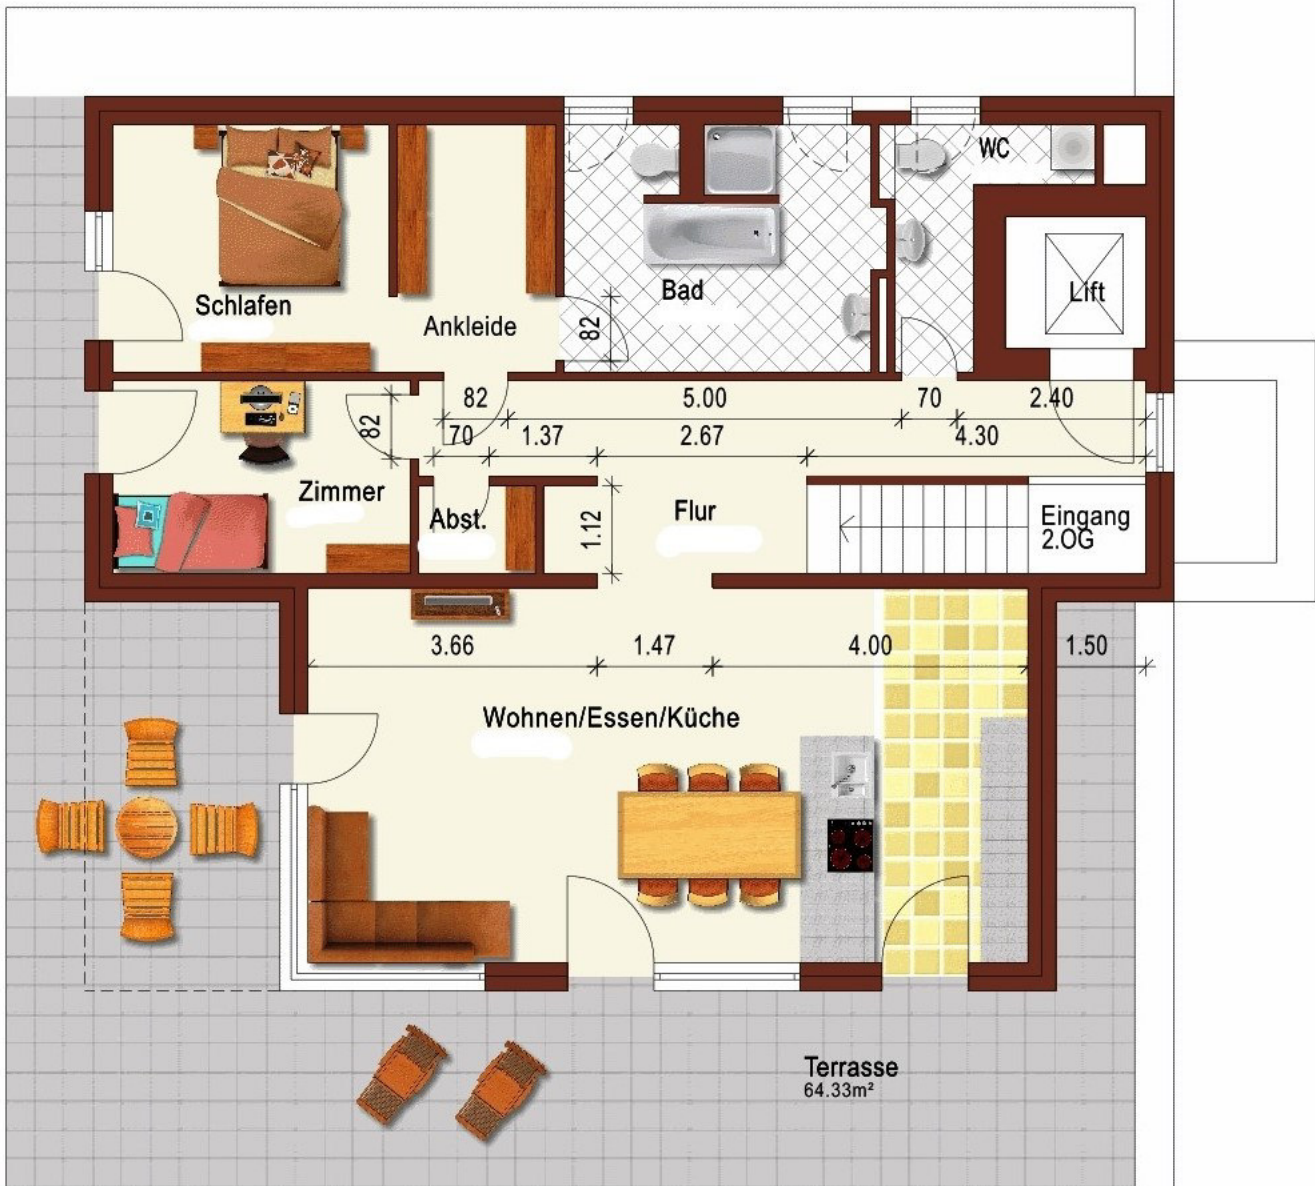 WC
Schlafen
Ankleide
Bad
82
Lift
82
5.00
70
2.40
82
70
1.37
2.67
4.30
Zimmer
Abst.
1.12
Flur
Eingang
2.OG
3.66
1.47
4.00
1.50
Wohnen/Essen/Küche
Terrasse
64.33m²